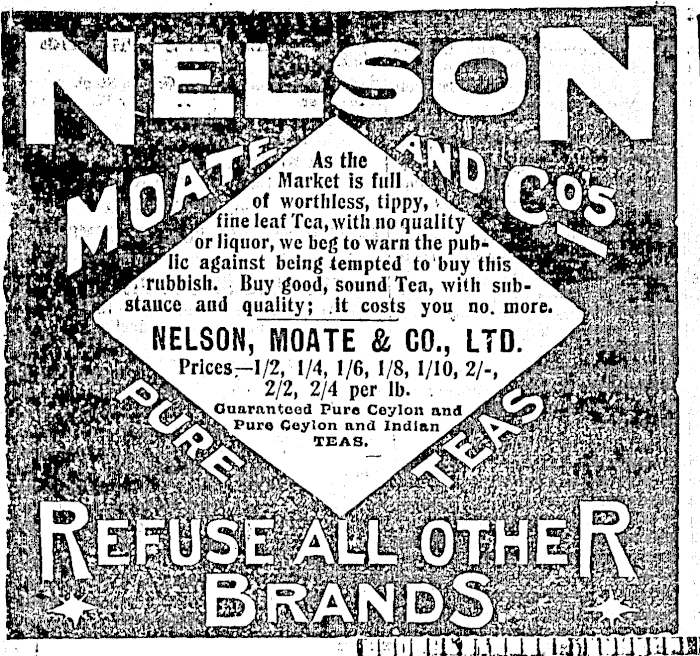 NELSON
MOATE AND Co's
As the
Market is full
of worthless, tippy,
fine leaf Tea, with no quality
or liquor, we beg to warn the pub-
lic against being tempted to buy this
rubbish. Buy good, sound Tea, with sub-
stance and quality; it costs you no more.
NELSON, MOATE & CO., LTD.
Prices—1/2, 1/4, 1/6, 1/8, 1/10, 2/-,
2/2, 2/4 per lb.
Guaranteed Pure Ceylon and
Pure Ceylon and Indian
TEAS.
PURE TEAS
REFUSE ALL OTHER
BRANDS.